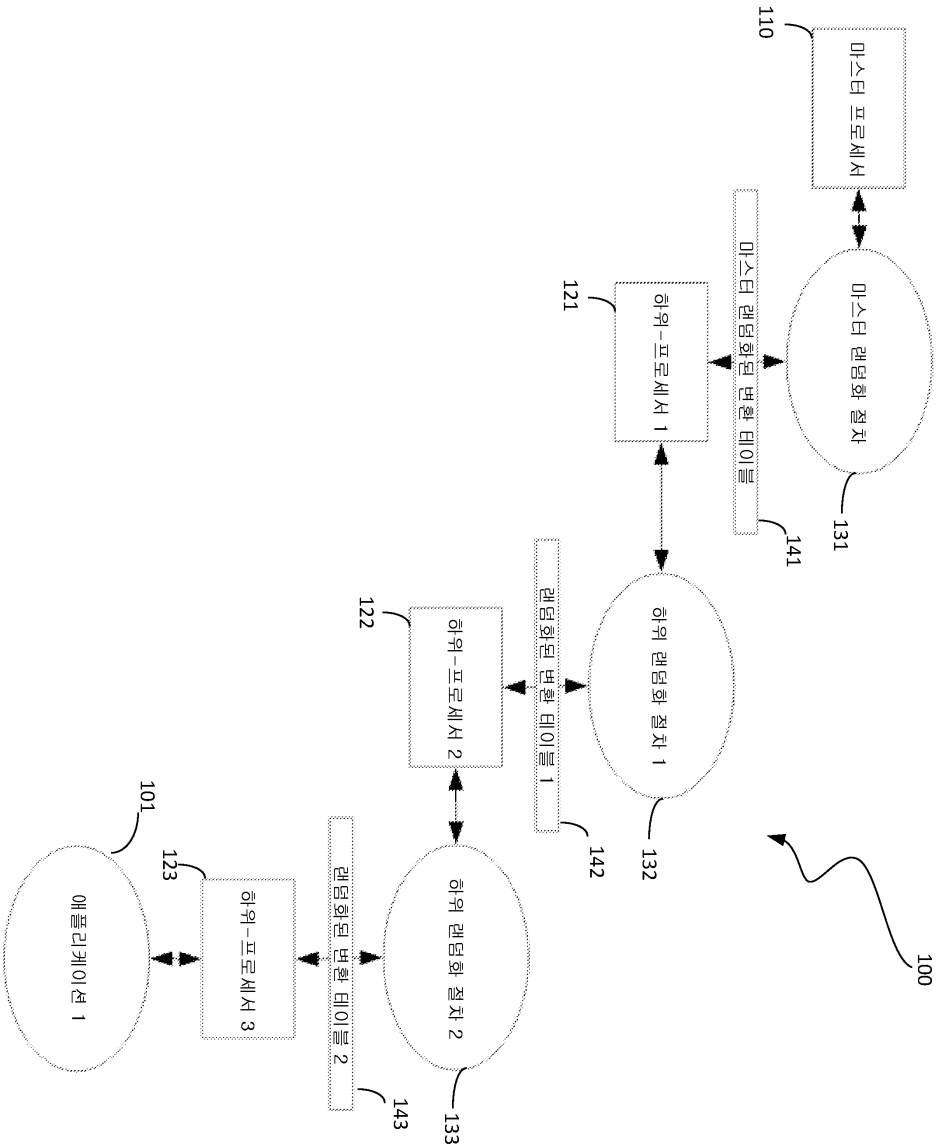 110
마스터 프로세서
마스터 랜덤화 절차
131
마스터 랜덤화된 변환 테이블
141
121
하위-프로세서 1
하위 랜덤화 절차 1
132
랜덤화된 변환 테이블 1
142
122
하위-프로세서 2
하위 랜덤화 절차 2
133
랜덤화된 변환 테이블 2
143
123
하위-프로세서 3
101
애플리케이션 1
100